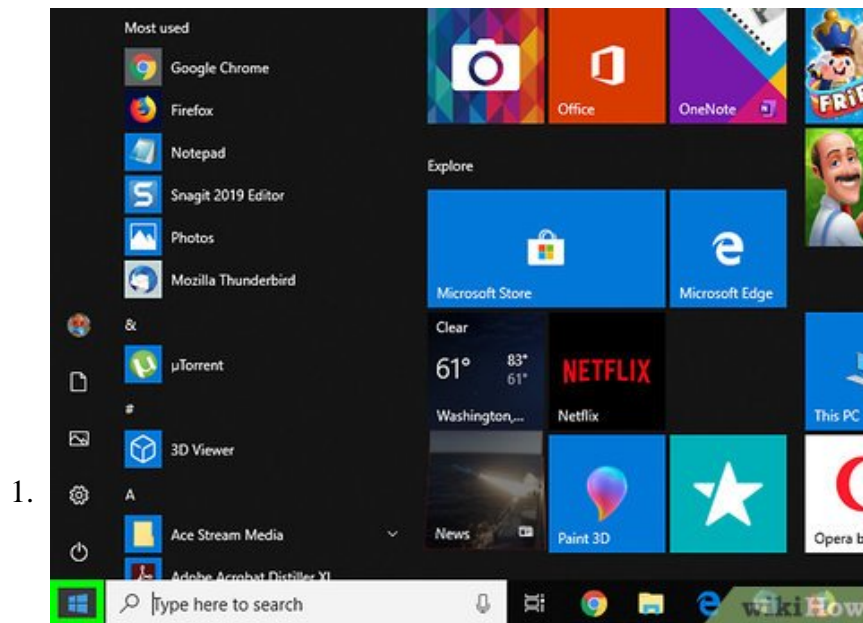 Most used
Google Chrome
Firefox
Notepad
Snagit 2019 Editor
Photos
Mozilla Thunderbird
&
µTorrent
#
3D Viewer
A
Ace Stream Media
Adobe Acrobat Distiller XI
Office
OneNote
Explore
Microsoft Store
Microsoft Edge
Clear
61°
83°
61°
Washington,...
NETFLIX
Netflix
This PC
News
Paint 3D
Opera b
1.
Type here to search
wikiHow